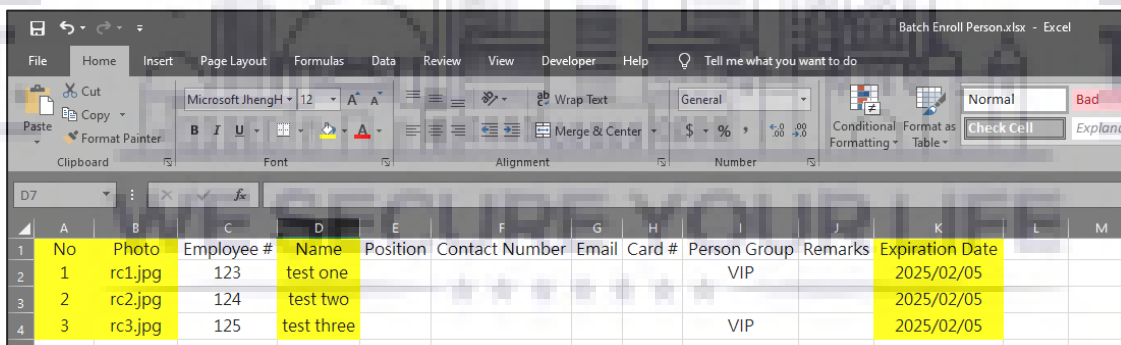 Batch Enroll Person.xlsx - Excel
File Home Insert Page Layout Formulas Data Review View Developer Help Tell me what you want to do
Cut
Copy
Paste
Format Painter
Microsoft JhengH 12 A A
B I U A
Wrap Text
Merge & Center
General
$ % , .0 .00 .00 .0
Conditional Formatting
Format as Table
Normal Bad
Check Cell
Clipboard Font Alignment Number
D7 fx
WE SECURE YOUR LIFE
A B C D E F G H I J K L M
1 No Photo Employee # Name Position Contact Number Email Card # Person Group Remarks Expiration Date
2 1 rc1.jpg 123 test one VIP 2025/02/05
3 2 rc2.jpg 124 test two 2025/02/05
4 3 rc3.jpg 125 test three VIP 2025/02/05